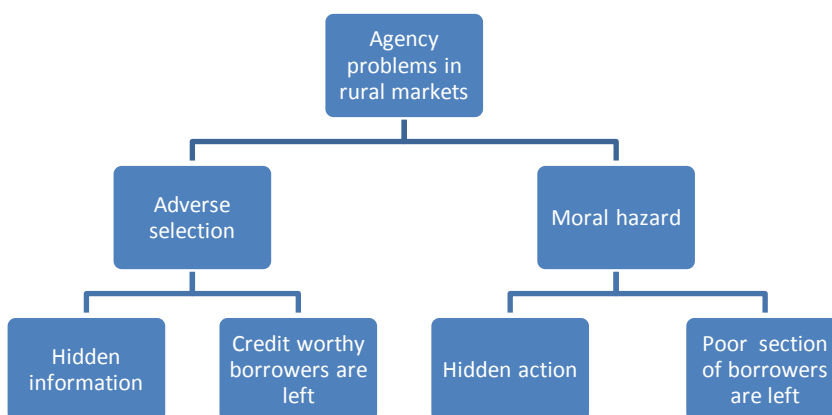 Agency
problems in
rural markets
Adverse
selection
Moral hazard
Hidden
information
Credit worthy
borrowers are
left
Hidden action
Poor section
of borrowers
are left